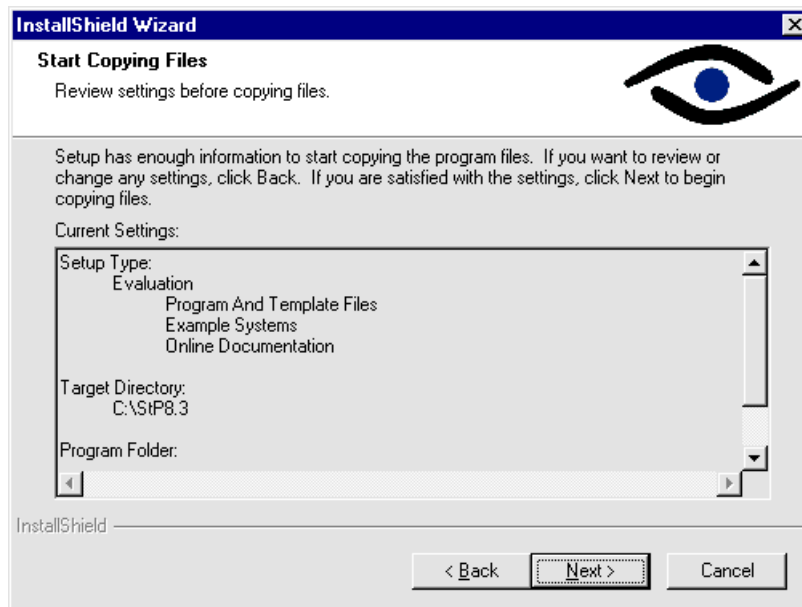 InstallShield Wizard
Start Copying Files
Review settings before copying files.
Setup has enough information to start copying the program files. If you want to review or
change any settings, click Back. If you are satisfied with the settings, click Next to begin
copying files.
Current Settings:
Setup Type:
Evaluation
Program And Template Files
Example Systems
Online Documentation
Target Directory:
C:\StP8.3
Program Folder:
InstallShield
< Back
Next >
Cancel